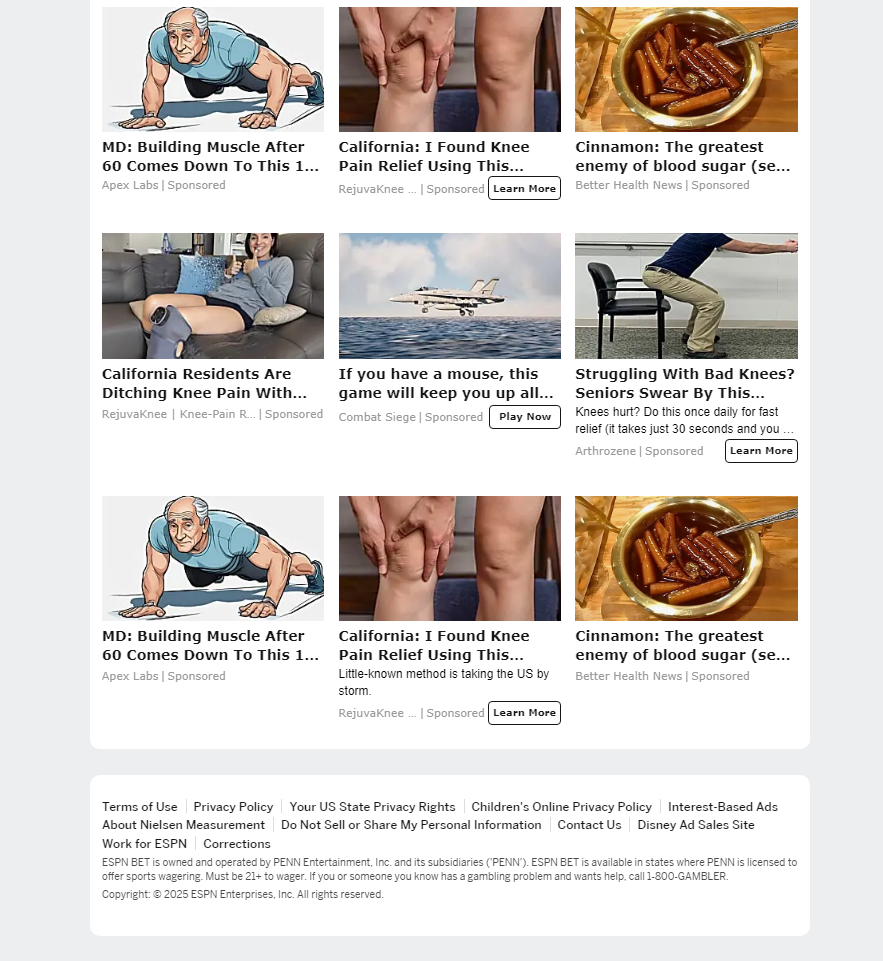 MD: Building Muscle After
60 Comes Down To This 1...
Apex Labs | Sponsored
California: I Found Knee
Pain Relief Using This...
RejuvaKnee ... | Sponsored
Learn More
Cinnamon: The greatest
enemy of blood sugar (se...
Better Health News | Sponsored
California Residents Are
Ditching Knee Pain With...
RejuvaKnee | Knee-Pain R... | Sponsored
If you have a mouse, this
game will keep you up all...
Combat Siege | Sponsored
Play Now
Struggling With Bad Knees?
Seniors Swear By This...
Knees hurt? Do this once daily for fast
relief (it takes just 30 seconds and you ...
Arthrozene | Sponsored
Learn More
MD: Building Muscle After
60 Comes Down To This 1...
Apex Labs | Sponsored
California: I Found Knee
Pain Relief Using This...
Little-known method is taking the US by
storm.
RejuvaKnee ... | Sponsored
Learn More
Cinnamon: The greatest
enemy of blood sugar (se...
Better Health News | Sponsored
Terms of Use | Privacy Policy | Your US State Privacy Rights | Children's Online Privacy Policy | Interest-Based Ads
About Nielsen Measurement | Do Not Sell or Share My Personal Information | Contact Us | Disney Ad Sales Site
Work for ESPN | Corrections
ESPN BET is owned and operated by PENN Entertainment, Inc. and its subsidiaries ('PENN'). ESPN BET is available in states where PENN is licensed to
offer sports wagering. Must be 21+ to wager. If you or someone you know has a gambling problem and wants help, call 1-800-GAMBLER.
Copyright: © 2025 ESPN Enterprises, Inc. All rights reserved.